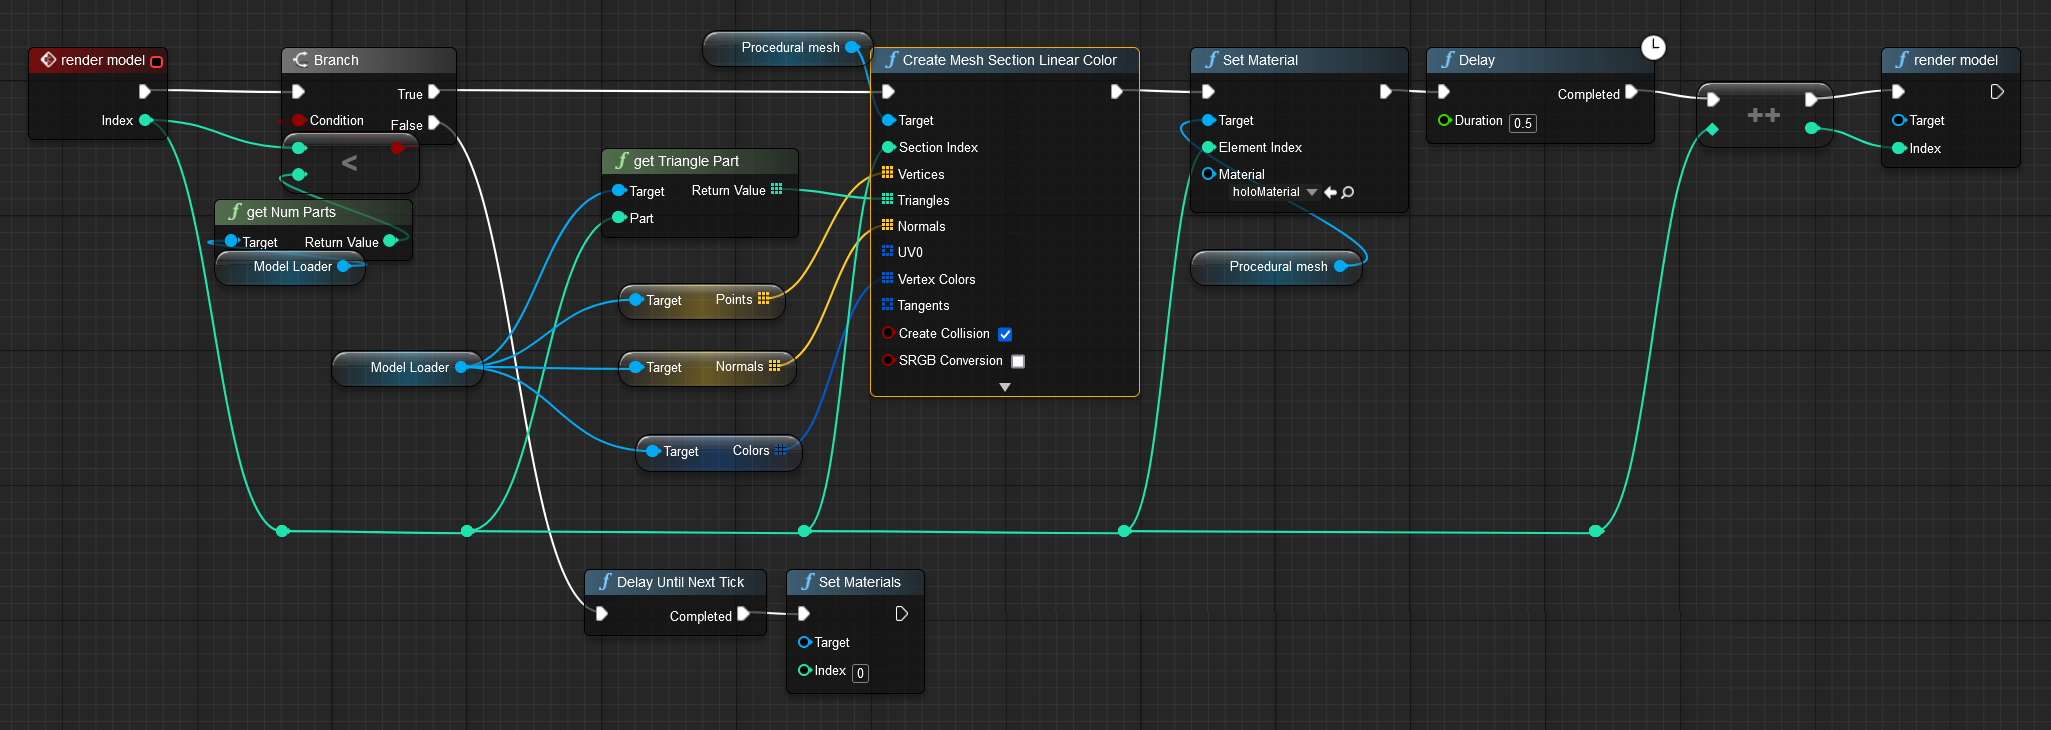 render model
Index
Branch
True
Condition
False
<
get Num Parts
Target
Return Value
Model Loader
Model Loader
get Triangle Part
Target
Return Value
Part
Target
Points
Target
Normals
Target
Colors
Procedural mesh
Create Mesh Section Linear Color
Target
Section Index
Vertices
Triangles
Normals
UV0
Vertex Colors
Tangents
Create Collision
SRGB Conversion
Set Material
Target
Element Index
Material
holoMaterial
Procedural mesh
Delay
Completed
Duration 0.5
++
render model
Target
Index
Delay Until Next Tick
Completed
Set Materials
Target
Index 0